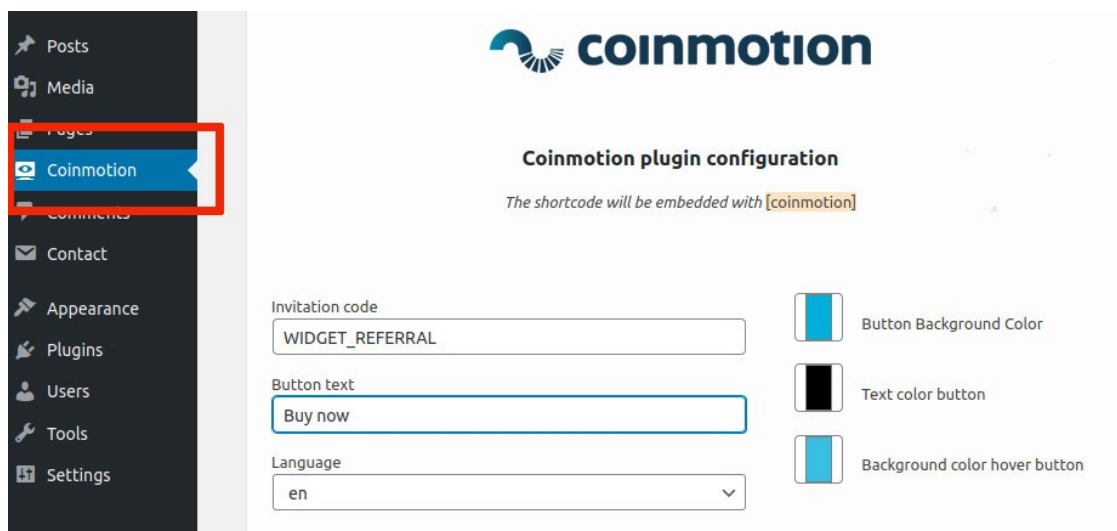 Posts
Media
Pages
Coinmotion
Comments
Contact
Appearance
Plugins
Users
Tools
Settings
coinmotion
Coinmotion plugin configuration
The shortcode will be embedded with [coinmotion]
Invitation code
WIDGET_REFERRAL
Button text
Buy now
Language
en
Button Background Color
Text color button
Background color hover button